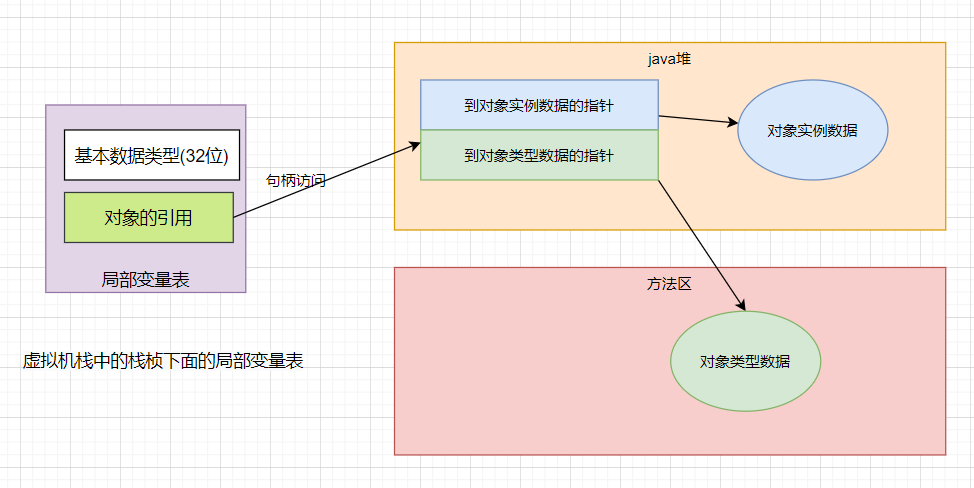 java堆
到对象实例数据的指针
对象实例数据
基本数据类型(32位)
到对象类型数据的指针
句柄访问
对象的引用
局部变量表
方法区
虚拟机栈中的栈桢下面的局部变量表
对象类型数据